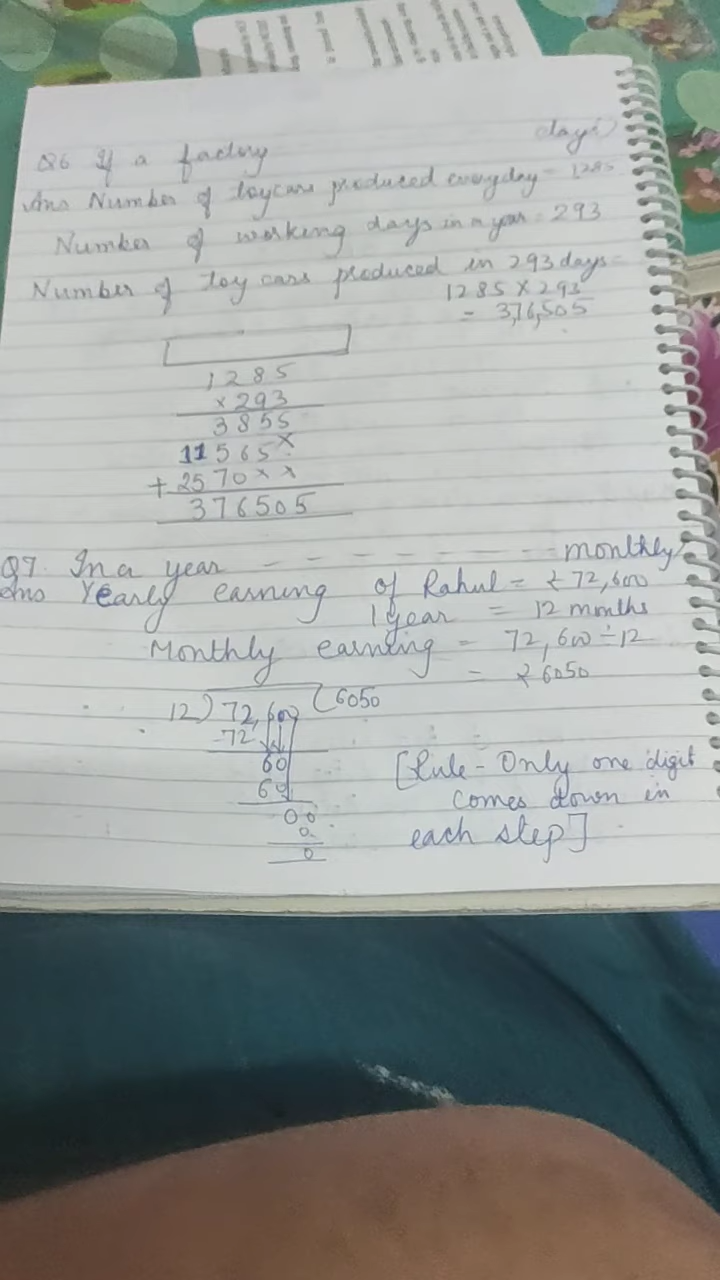 days)
Q6 If a factory
Ans Number of toycars produced everyday = 1285
Number of working days in a year = 293
Number of toy cars produced in 293 days =
1285 × 293
= 3,76,505
1285
×293
3855
11565×
+2570××
376505
Q7. In a year – – – – – – – monthly?
Ans Yearly earning of Rahul = ₹72,600
1 year = 12 months
Monthly earning = 72,600 ÷ 12
= ₹6050
12)72,600(6050
-72
60
60
00
0
0
[Rule - Only one digit
comes down in
each step]